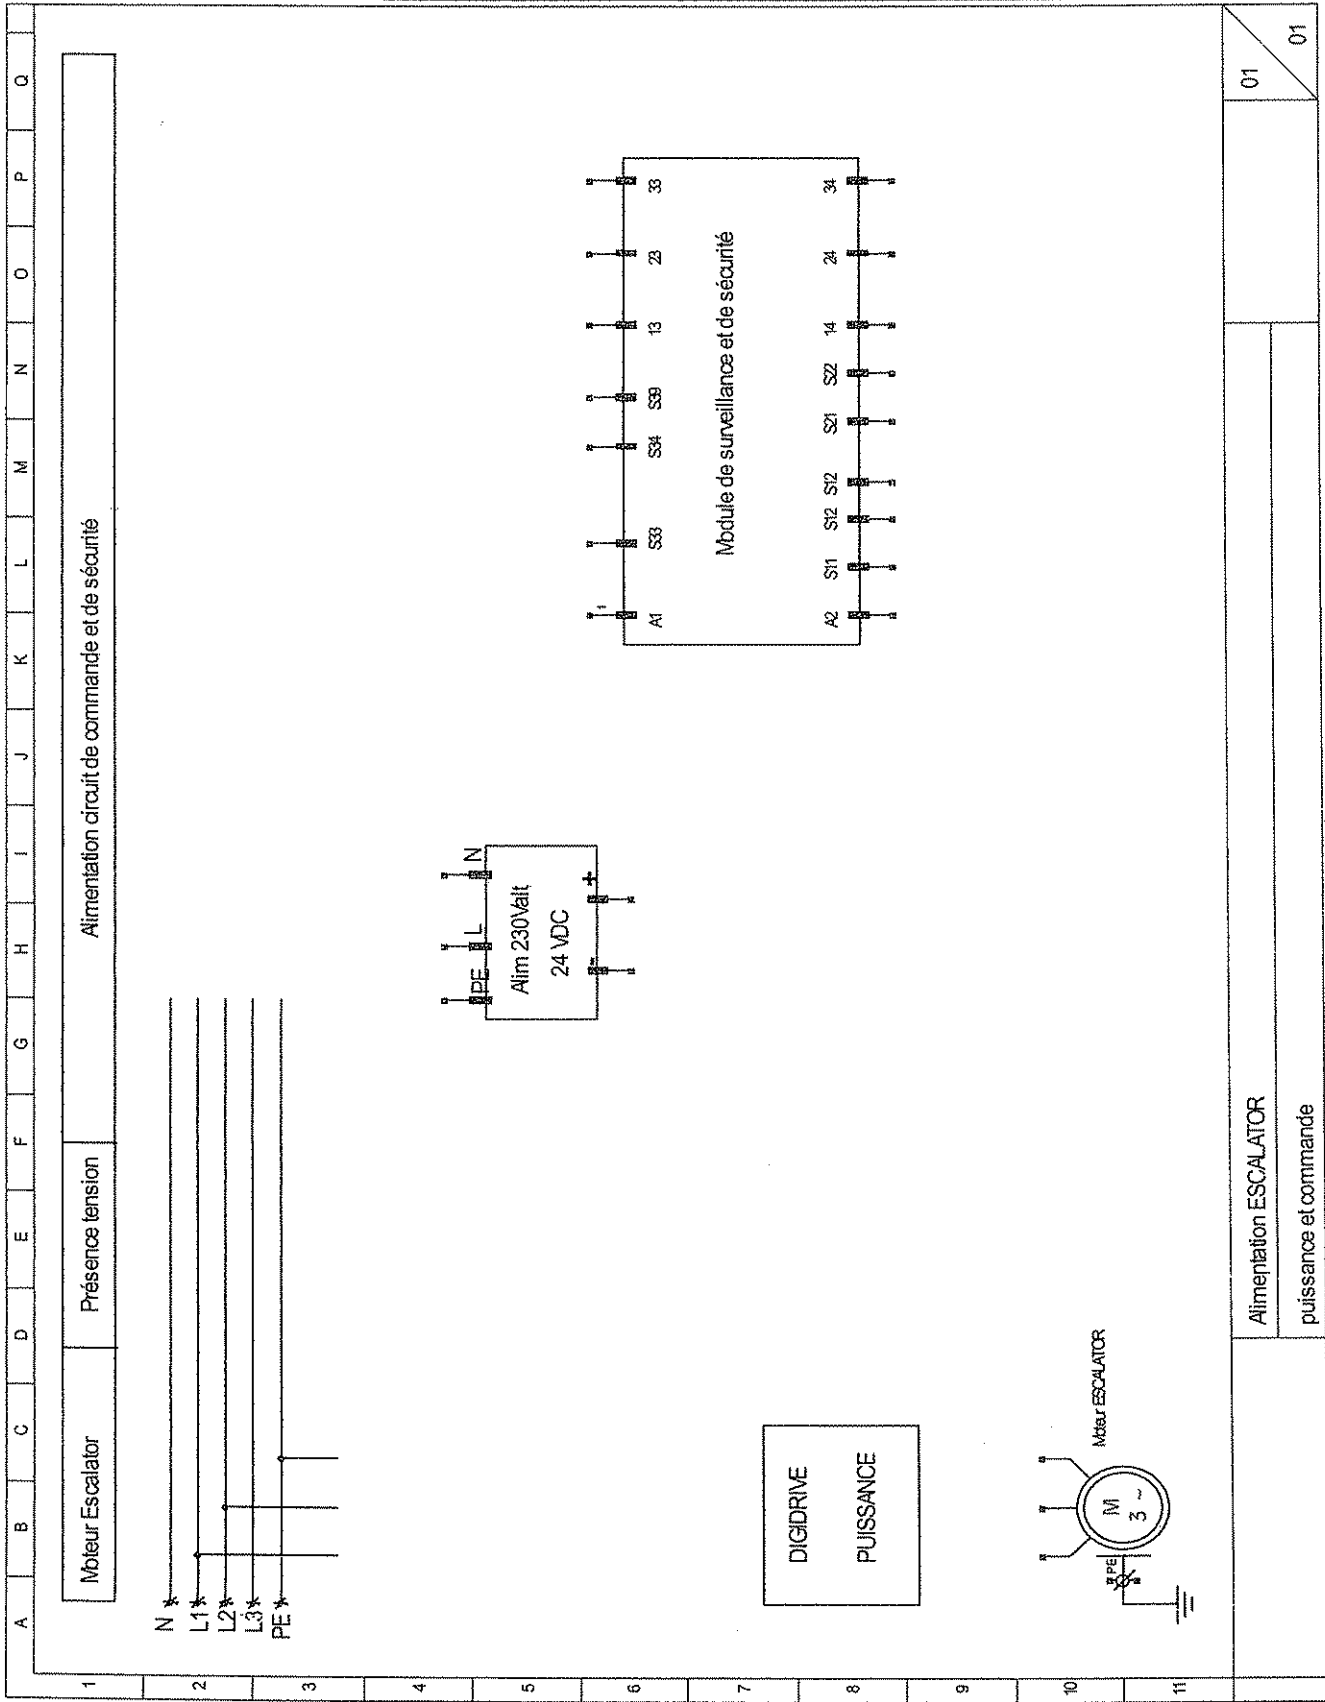 A B C D E F G H I J K L M N O P Q
1
2
3
4
5
6
7
8
9
10
11
Moteur Escalator
Présence tension
Alimentation circuit de commande et de sécurité
N
L1
L2
L3
PE
PE L N
Alim 230Valt
24 VDC
- +
1
A1 S33 S34 S39 13 23 33
Module de surveillance et de sécurité
A2 S11 S12 S12 S21 S22 14 24 34
DIGIDRIVE
PUISSANCE
Moteur ESCALATOR
M
3 ~
PE
Alimentation ESCALATOR
puissance et commande
01
01